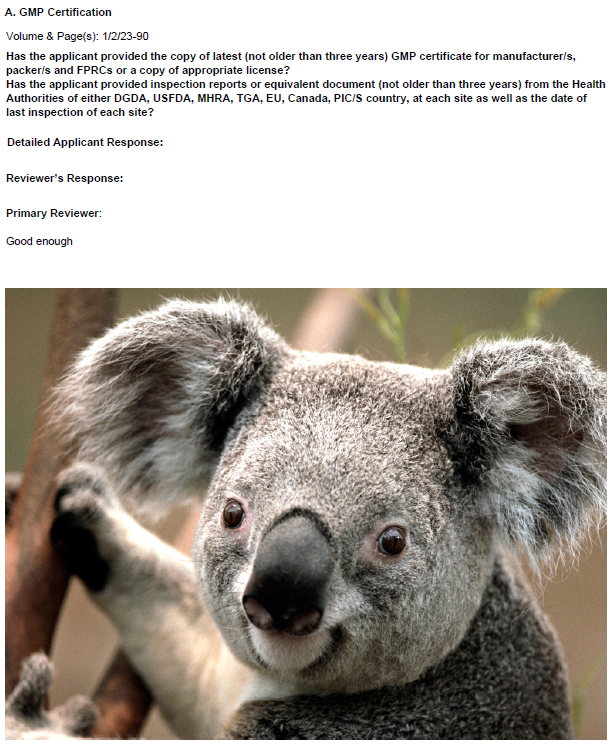 A. GMP Certification
Volume & Page(s): 1/2/23-90
Has the applicant provided the copy of latest (not older than three years) GMP certificate for manufacturer/s,
packer/s and FPRCs or a copy of appropriate license?
Has the applicant provided inspection reports or equivalent document (not older than three years) from the Health
Authorities of either DGDA, USFDA, MHRA, TGA, EU, Canada, PIC/S country, at each site as well as the date of
last inspection of each site?
Detailed Applicant Response:
Reviewer's Response:
Primary Reviewer:
Good enough